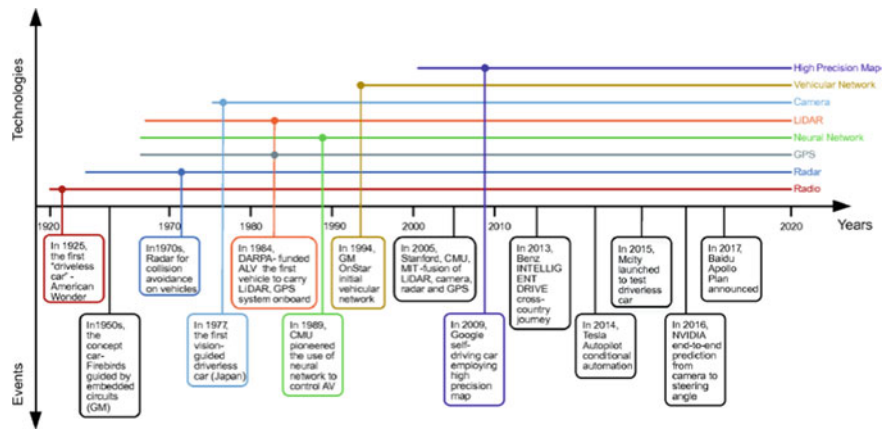 Technologies
High Precision Map
Vehicular Network
Camera
LiDAR
Neural Network
GPS
Radar
Radio
1920
1970
1980
1990
2000
2010
2020
Years
In 1925,
the first
"driveless
car" -
American
Wonder
In1970s,
Radar for
collision
avoidance
on vehicles
In 1984,
DARPA- funded
ALV the first
vehicle to carry
LiDAR, GPS
system onboard
In 1994,
GM
OnStar
initial
vehicular
network
In 2005,
Stanford, CMU,
MIT -fusion of
LiDAR, camera,
radar and GPS
In 2013,
Benz
INTELLIG
ENT
DRIVE
cross-
country
journey
In 2015,
Mcity
launched
to test
driverless
car
In 2017,
Baidu
Apollo
Plan
announced
In1950s,
the
concept
car-
Firebirds
guided by
embedded
circuits
(GM)
In 1977,
the first
vision-
guided
driverless
car (Japan)
In 1989,
CMU
pioneered
the use of
neural
network to
control AV
In 2009,
Google
self-
driving car
employing
high
precision
map
In 2014,
Tesla
Autopilot
conditional
automation
In 2016,
NVIDIA
end-to-end
prediction
from
camera to
steering
angle
Events